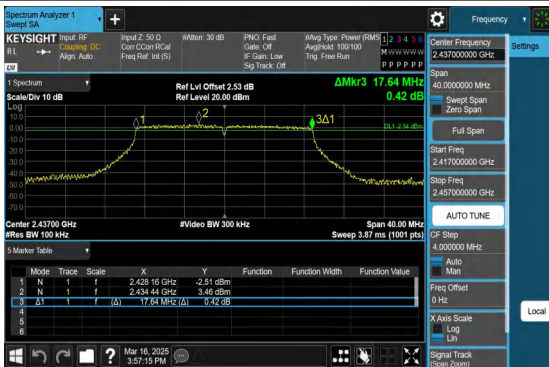 Spectrum Analyzer 1
Swept SA
Frequency
KEYSIGHT
Input: RF
Input Z: 50 Ω
#Atten: 30 dB
PNO: Fast
#Avg Type: Power (RMS
1 2 3 4 5 6
RL
Coupling: DC
Corr CCorr RCal
Gate: Off
Avg|Hold: 100/100
M W W W W W
Align: Auto
Freq Ref: Int (S)
IF Gain: Low
Trig: Free Run
Sig Track: Off
P P P P P P
LXI
1 Spectrum
Ref Lvl Offset 2.53 dB
ΔMkr3 17.64 MHz
Scale/Div 10 dB
Ref Level 20.00 dBm
0.42 dB
Log
10.0
0.00
-10.0
-20.0
-30.0
-40.0
-50.0
-60.0
-70.0
1
2
3Δ1
DL1 -2.54 dBm
Center 2.43700 GHz
#Video BW 300 kHz
Span 40.00 MHz
#Res BW 100 kHz
Sweep 3.87 ms (1001 pts)
5 Marker Table
Mode Trace Scale X Y Function Function Width Function Value
1 N 1 f 2.428 16 GHz -2.51 dBm
2 N 1 f 2.434 44 GHz 3.46 dBm
3 Δ1 1 f (Δ) 17.64 MHz (Δ) 0.42 dB
4
5
6
Mar 16, 2025
3:57:15 PM
Center Frequency
2.437000000 GHz
Settings
Span
40.0000000 MHz
Swept Span
Zero Span
Full Span
Start Freq
2.417000000 GHz
Stop Freq
2.457000000 GHz
AUTO TUNE
CF Step
4.000000 MHz
Auto
Man
Freq Offset
0 Hz
Local
X Axis Scale
Log
Lin
Signal Track
(Span Zoom)